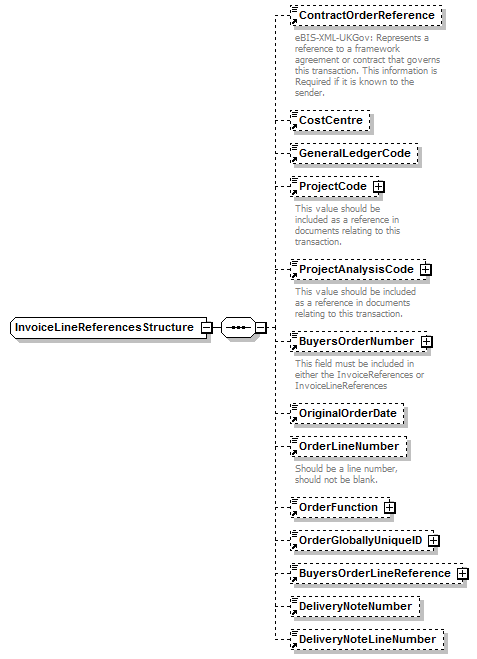 ContractOrderReference
eBIS-XML-UKGov: Represents a
reference to a framework
agreement or contract that governs
this transaction. This information is
Required if it is known to the
sender.
CostCentre
GeneralLedgerCode
ProjectCode
This value should be
included as a reference in
documents relating to this
transaction.
ProjectAnalysisCode
This value should be included
as a reference in documents
relating to this transaction.
InvoiceLineReferencesStructure
BuyersOrderNumber
This field must be included in
either the InvoiceReferences or
InvoiceLineReferences
OriginalOrderDate
OrderLineNumber
Should be a line number,
should not be blank.
OrderFunction
OrderGloballyUniqueID
BuyersOrderLineReference
DeliveryNoteNumber
DeliveryNoteLineNumber